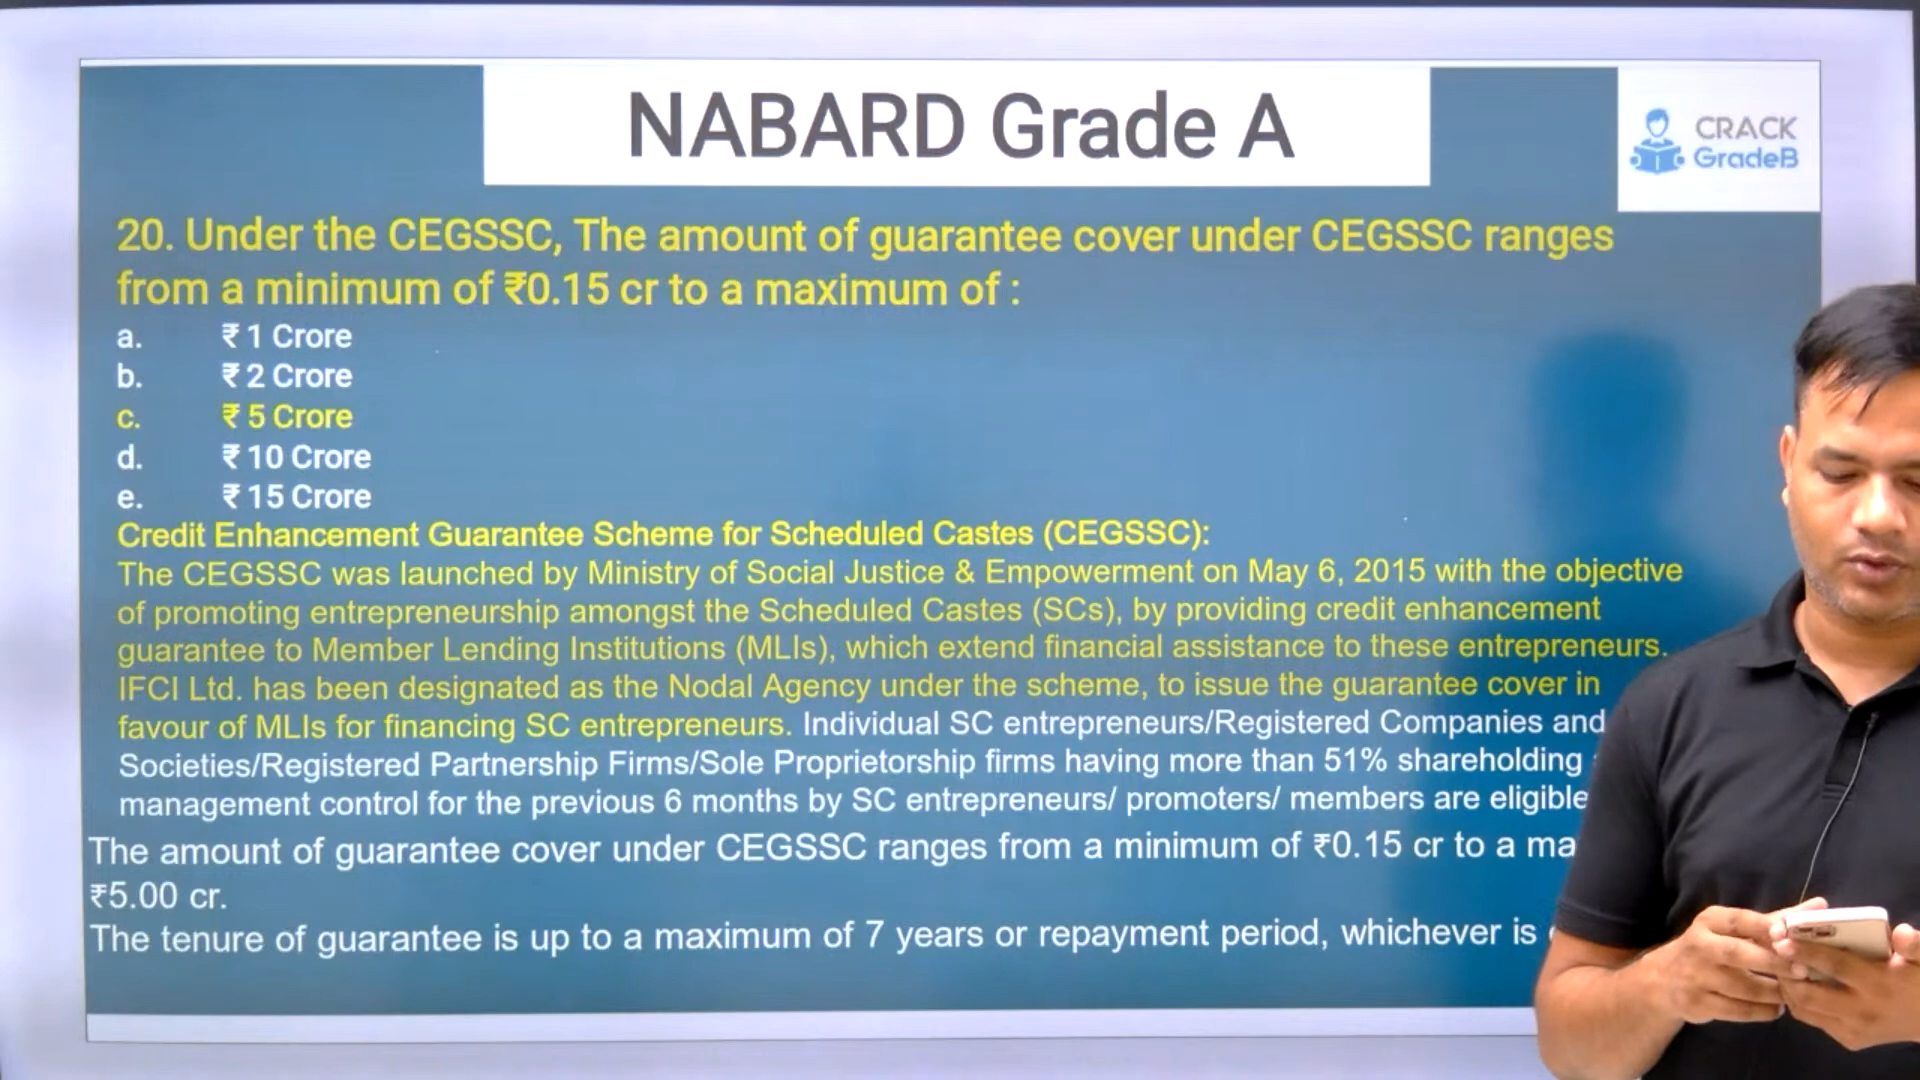 NABARD Grade A
CRACK
GradeB
20. Under the CEGSSC, The amount of guarantee cover under CEGSSC ranges
from a minimum of ₹0.15 cr to a maximum of :
a. ₹ 1 Crore
b. ₹ 2 Crore
c. ₹ 5 Crore
d. ₹ 10 Crore
e. ₹ 15 Crore
Credit Enhancement Guarantee Scheme for Scheduled Castes (CEGSSC):
The CEGSSC was launched by Ministry of Social Justice & Empowerment on May 6, 2015 with the objective
of promoting entrepreneurship amongst the Scheduled Castes (SCs), by providing credit enhancement
guarantee to Member Lending Institutions (MLIs), which extend financial assistance to these entrepreneurs.
IFCI Ltd. has been designated as the Nodal Agency under the scheme, to issue the guarantee cover in
favour of MLIs for financing SC entrepreneurs. Individual SC entrepreneurs/Registered Companies and
Societies/Registered Partnership Firms/Sole Proprietorship firms having more than 51% shareholding
management control for the previous 6 months by SC entrepreneurs/ promoters/ members are eligible
The amount of guarantee cover under CEGSSC ranges from a minimum of ₹0.15 cr to a ma
₹5.00 cr.
The tenure of guarantee is up to a maximum of 7 years or repayment period, whichever is